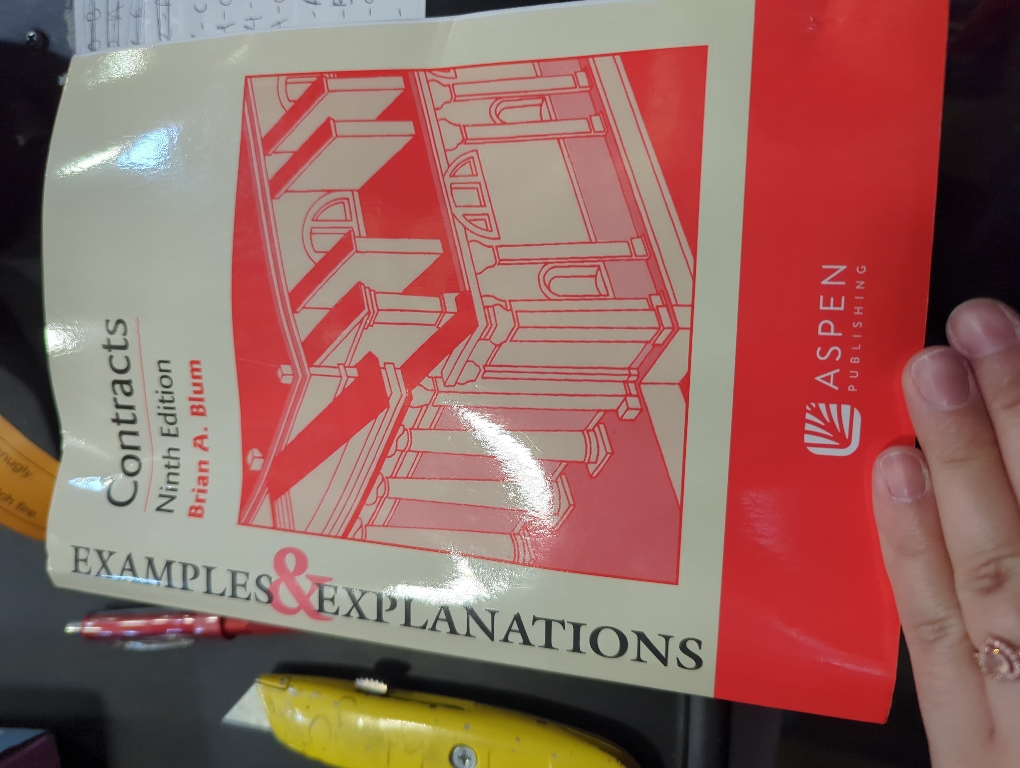 Contracts
Ninth Edition
Brian A. Blum
EXAMPLES & EXPLANATIONS
ASPEN
PUBLISHING